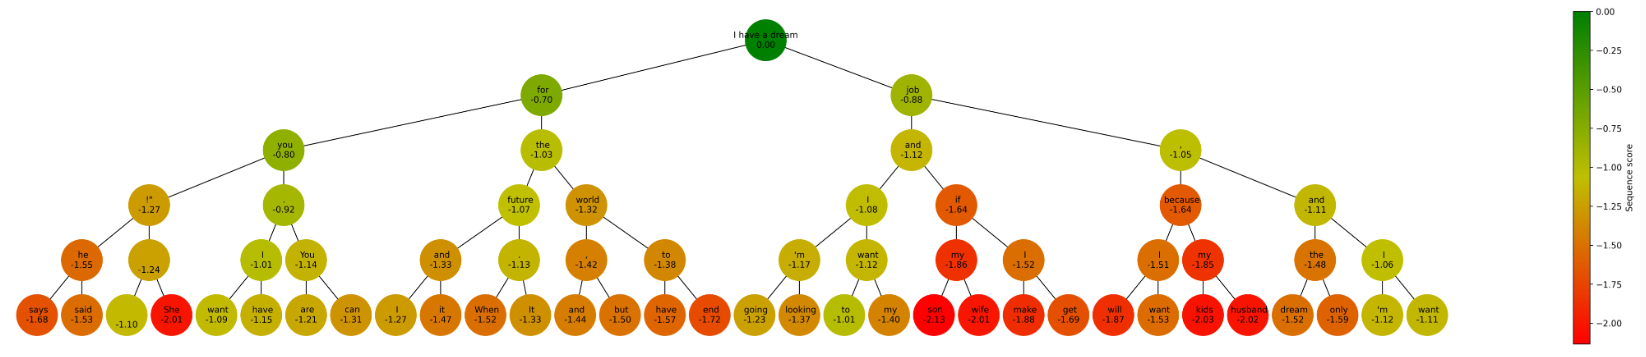 I have a dream
0.00
for
-0.70
job
-0.88
you
-0.80
the
-1.03
and
-1.12
,
-1.05
!"
-1.27
.
-0.92
future
-1.07
world
-1.32
I
-1.08
if
-1.64
because
-1.64
and
-1.11
he
-1.55
-1.24
I
-1.01
You
-1.14
and
-1.33
.
-1.13
,
-1.42
to
-1.38
'm
-1.17
want
-1.12
my
-1.86
I
-1.52
I
-1.51
my
-1.85
the
-1.48
I
-1.06
says
-1.68
said
-1.53
-1.10
She
-2.01
want
-1.09
have
-1.15
are
-1.21
can
-1.31
I
-1.27
it
-1.47
When
-1.52
It
-1.33
and
-1.44
but
-1.50
have
-1.57
end
-1.72
going
-1.23
looking
-1.37
to
-1.01
my
-1.40
son
-2.13
wife
-2.01
make
-1.88
get
-1.69
will
-1.87
want
-1.53
kids
-2.03
husband
-2.02
dream
-1.52
only
-1.59
'm
-1.12
want
-1.11
0.00
−0.25
−0.50
−0.75
−1.00
−1.25
−1.50
−1.75
−2.00
Sequence score